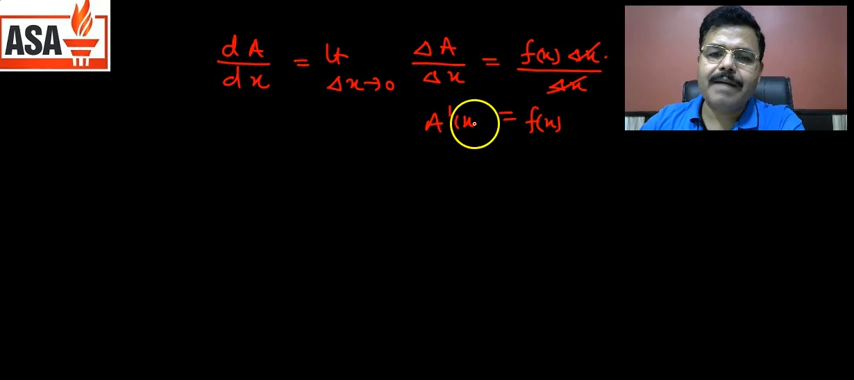 ASA
dA/dx = Lt Δx→0 ΔA/Δx = f(x) Δx/Δx
A'(x = f(x)